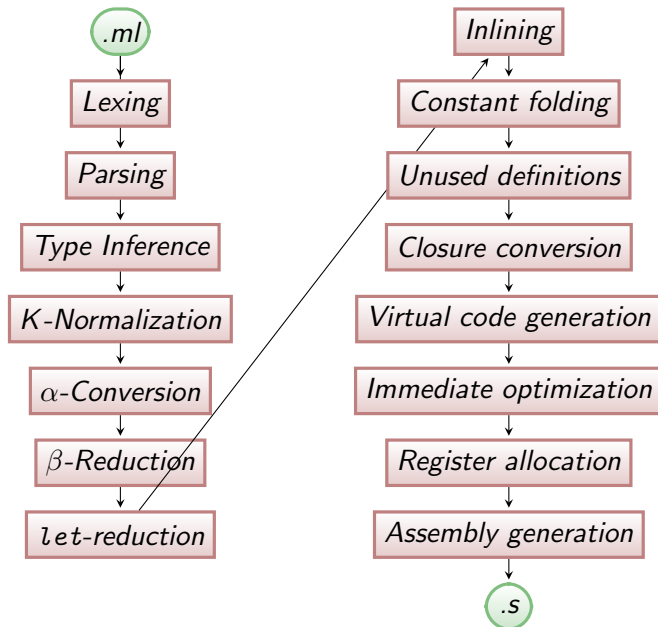 .ml
Lexing
Parsing
Type Inference
K-Normalization
α-Conversion
β-Reduction
let-reduction
Inlining
Constant folding
Unused definitions
Closure conversion
Virtual code generation
Immediate optimization
Register allocation
Assembly generation
.s